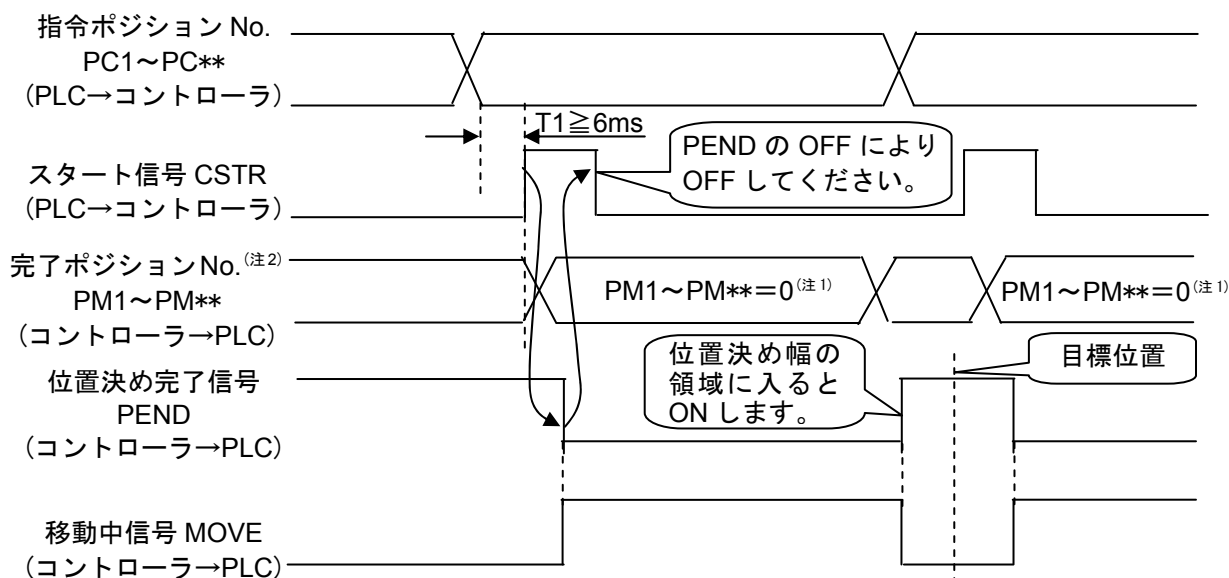 指令ポジション No.
PC1～PC**
（PLC→コントローラ）
T1≧6ms
PEND の OFF により
OFF してください。
スタート信号 CSTR
（PLC→コントローラ）
完了ポジションNo.(注2)
PM1～PM**
（コントローラ→PLC）
PM1～PM**＝0(注1)
PM1～PM**＝0(注1)
位置決め幅の
領域に入ると
ON します。
目標位置
位置決め完了信号
PEND
（コントローラ→PLC）
移動中信号 MOVE
（コントローラ→PLC）